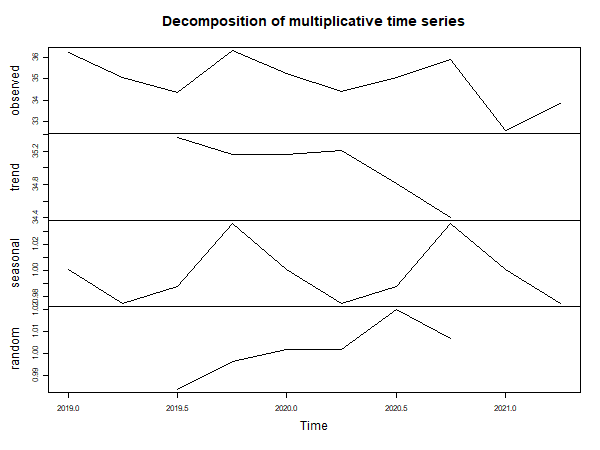 Decomposition of multiplicative time series
observed
33 34 35 36
trend
34.4 34.8 35.2
seasonal
0.98 1.00 1.02
random
0.99 1.00 1.01 1.02
2019.0 2019.5 2020.0 2020.5 2021.0
Time